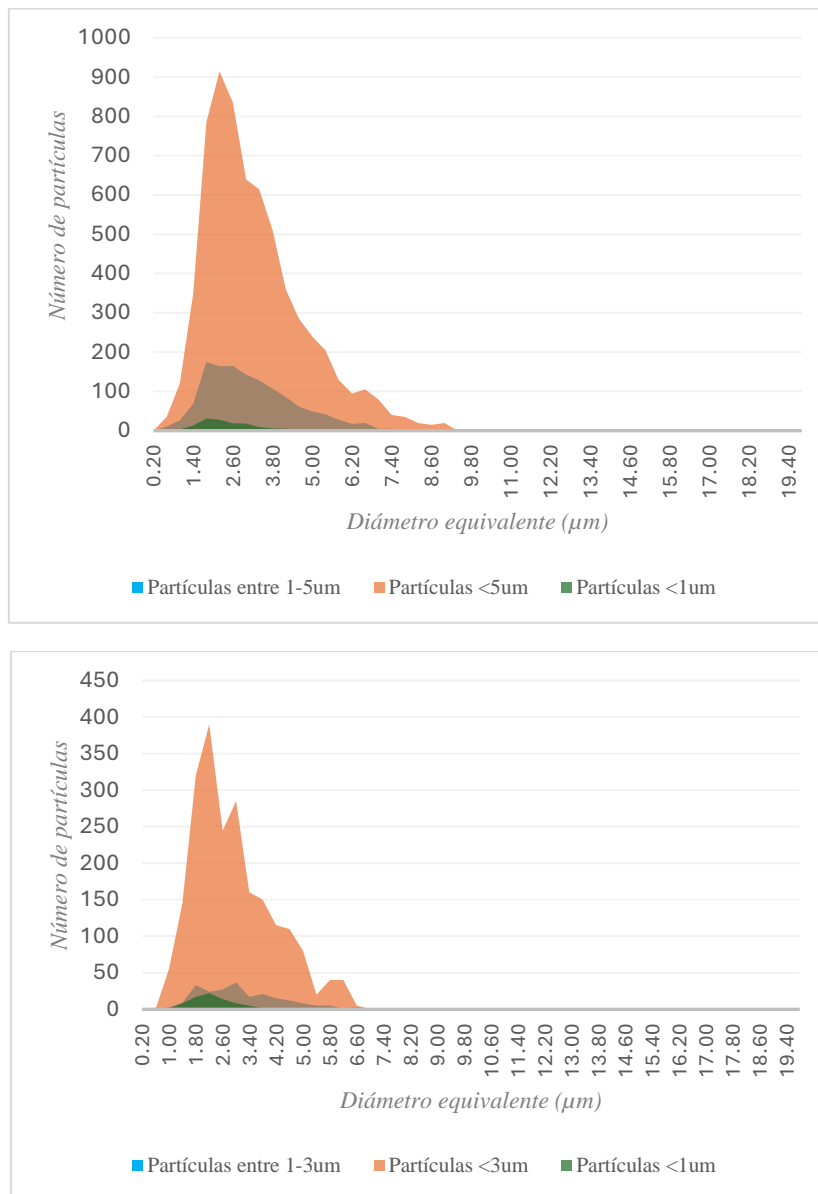 1000
900
800
700
600
500
400
300
200
100
0
Número de partículas
0.20 1.40 2.60 3.80 5.00 6.20 7.40 8.60 9.80 11.00 12.20 13.40 14.60 15.80 17.00 18.20 19.40
Diámetro equivalente (µm)
Partículas entre 1-5um Partículas <5um Partículas <1um
450
400
350
300
250
200
150
100
50
0
Número de partículas
0.20 1.00 1.80 2.60 3.40 4.20 5.00 5.80 6.60 7.40 8.20 9.00 9.80 10.60 11.40 12.20 13.00 13.80 14.60 15.40 16.20 17.00 17.80 18.60 19.40
Diámetro equivalente (µm)
Partículas entre 1-3um Partículas <3um Partículas <1um